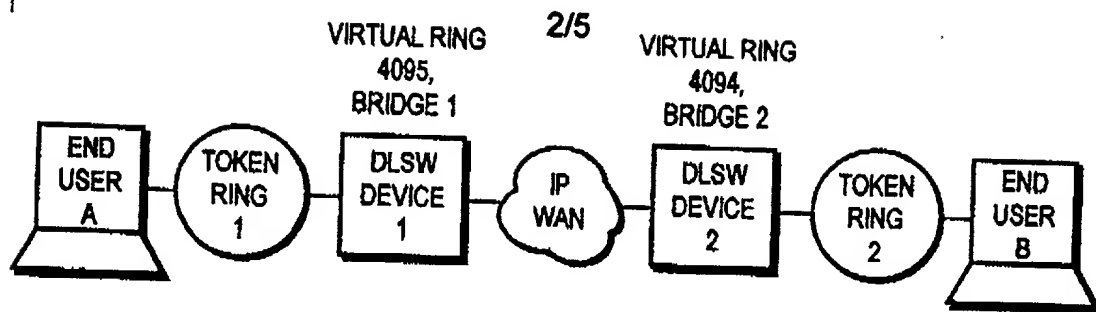 2/5
VIRTUAL RING
4095,
BRIDGE 1
VIRTUAL RING
4094,
BRIDGE 2
END
USER
A
TOKEN
RING
1
DLSW
DEVICE
1
IP
WAN
DLSW
DEVICE
2
TOKEN
RING
2
END
USER
B